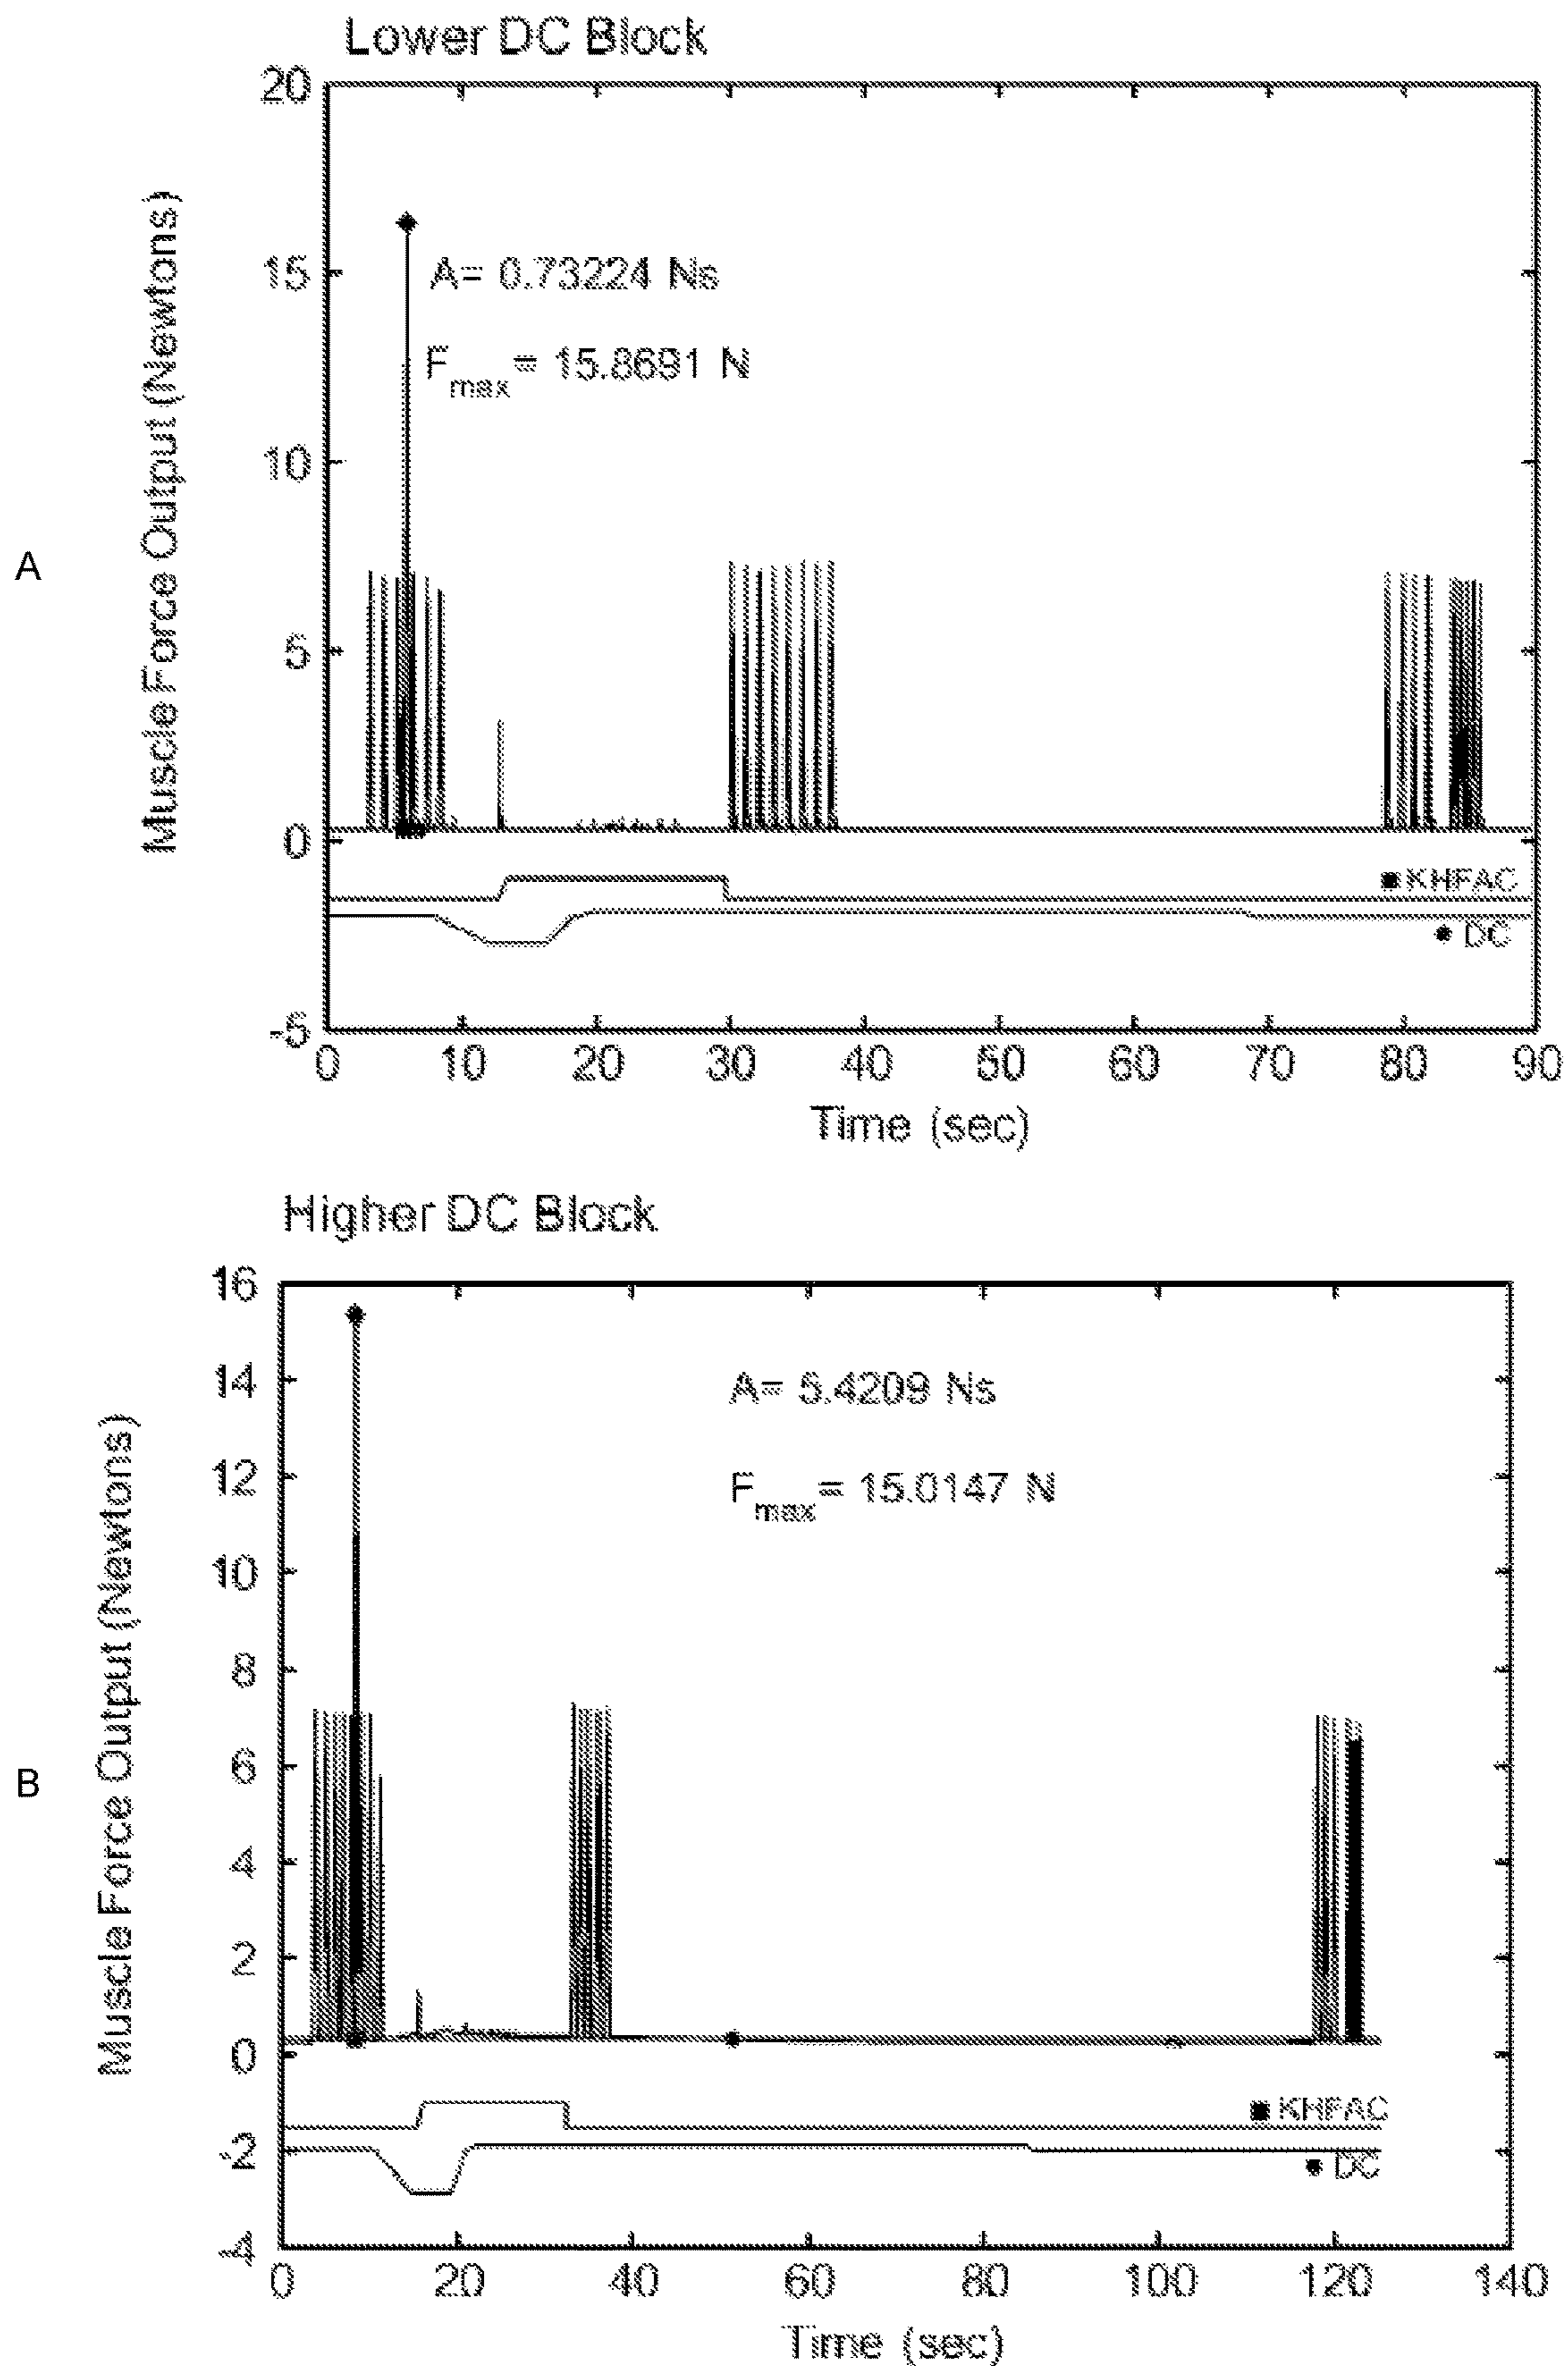 Lower DC Block
20
15
10
5
0
-5
Muscle Force Output (Newtons)
A= 0.73224 Ns
Fmax= 15.8691 N
A
KHFAC
DC
0 10 20 30 40 50 60 70 80 90
Time (sec)
Higher DC Block
16
14
12
10
8
6
4
2
0
-2
-4
Muscle Force Output (Newtons)
A= 5.4209 Ns
Fmax= 15.0147 N
B
KHFAC
DC
0 20 40 60 80 100 120 140
Time (sec)